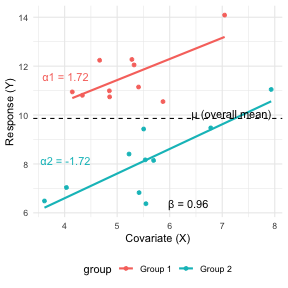 14
12
10
8
6
Response (Y)
α1 = 1.72
μ (overall mean)
α2 = -1.72
β = 0.96
4
5
6
7
8
Covariate (X)
group
Group 1
Group 2